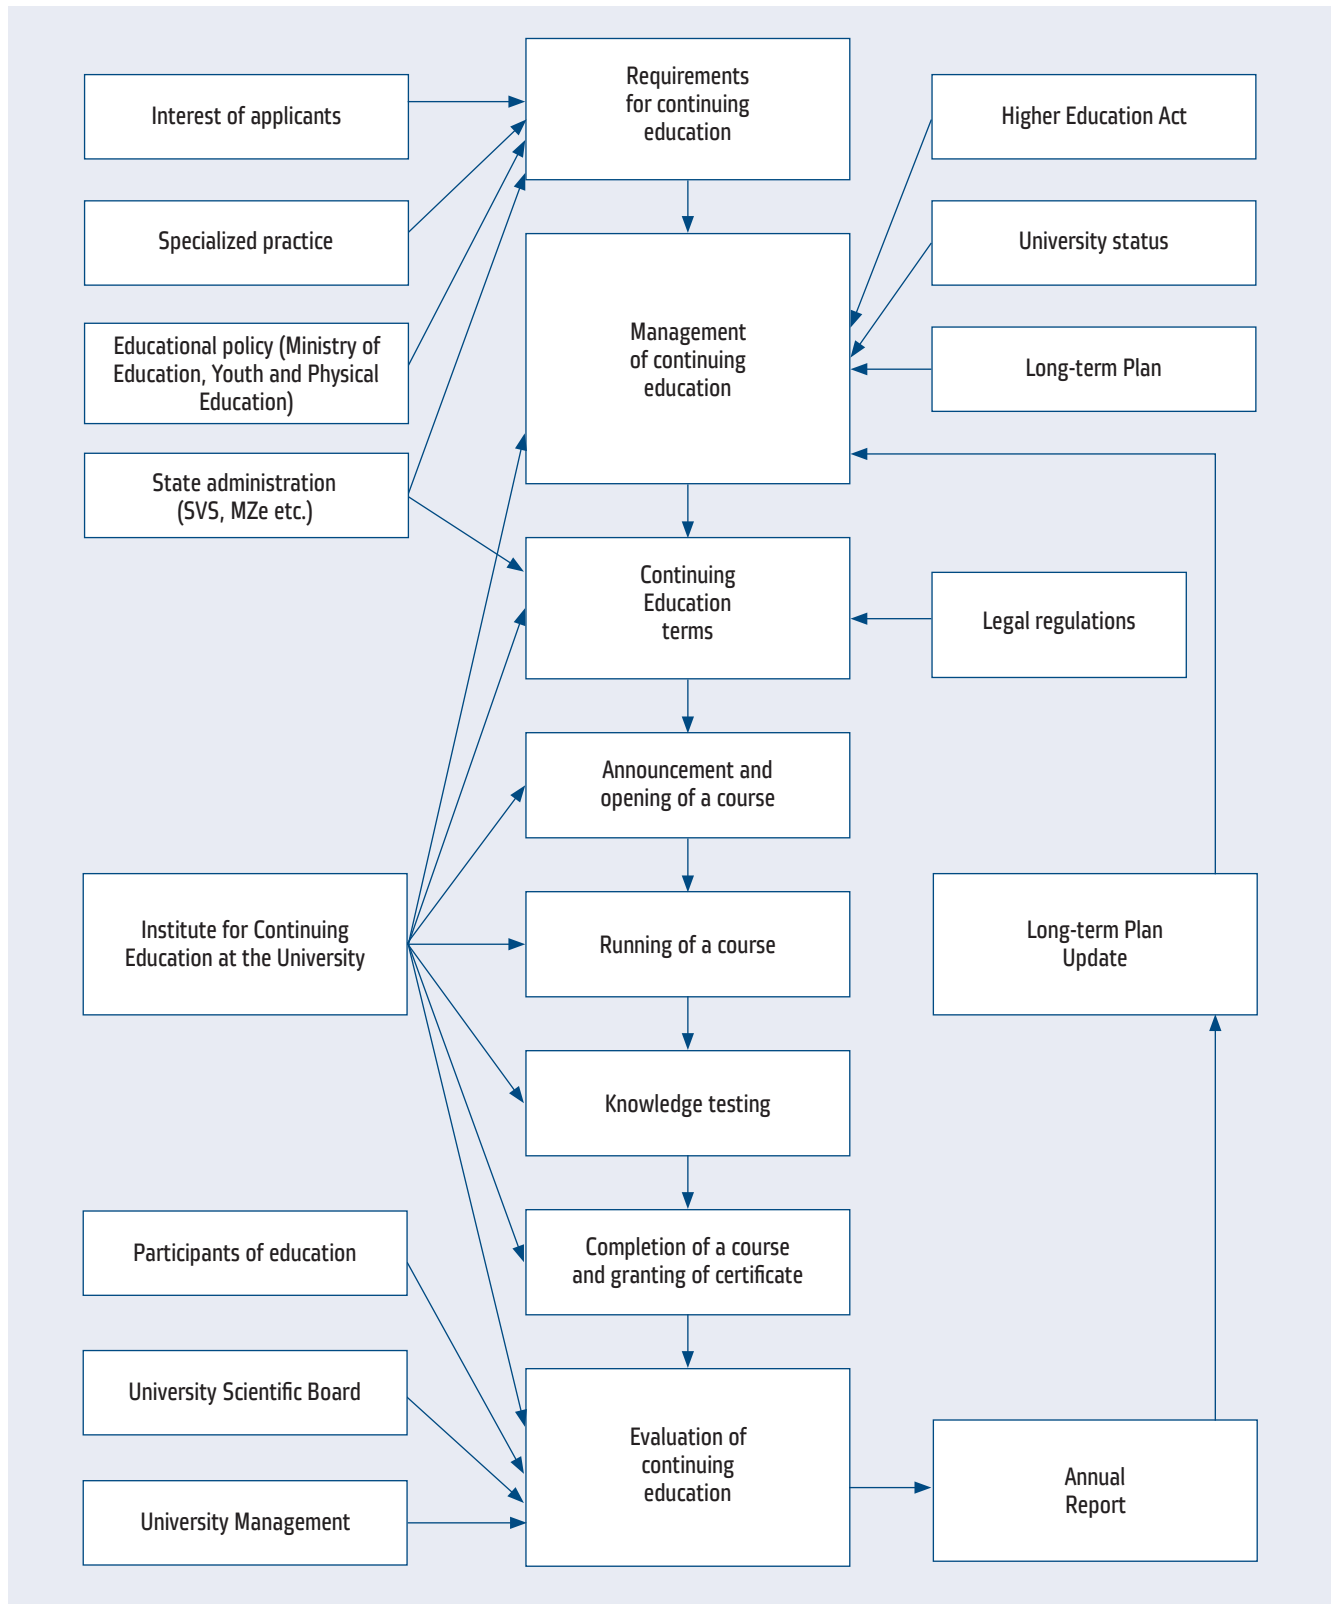 Requirements
for continuing
education
Interest of applicants
Higher Education Act
Specialized practice
University status
Management
of continuing
education
Educational policy (Ministry of
Education, Youth and Physical
Education)
Long-term Plan
State administration
(SVS, MZe etc.)
Continuing
Education
terms
Legal regulations
Announcement and
opening of a course
Institute for Continuing
Education at the University
Running of a course
Long-term Plan
Update
Knowledge testing
Participants of education
Completion of a course
and granting of certificate
University Scientific Board
Evaluation of
continuing
education
Annual
Report
University Management